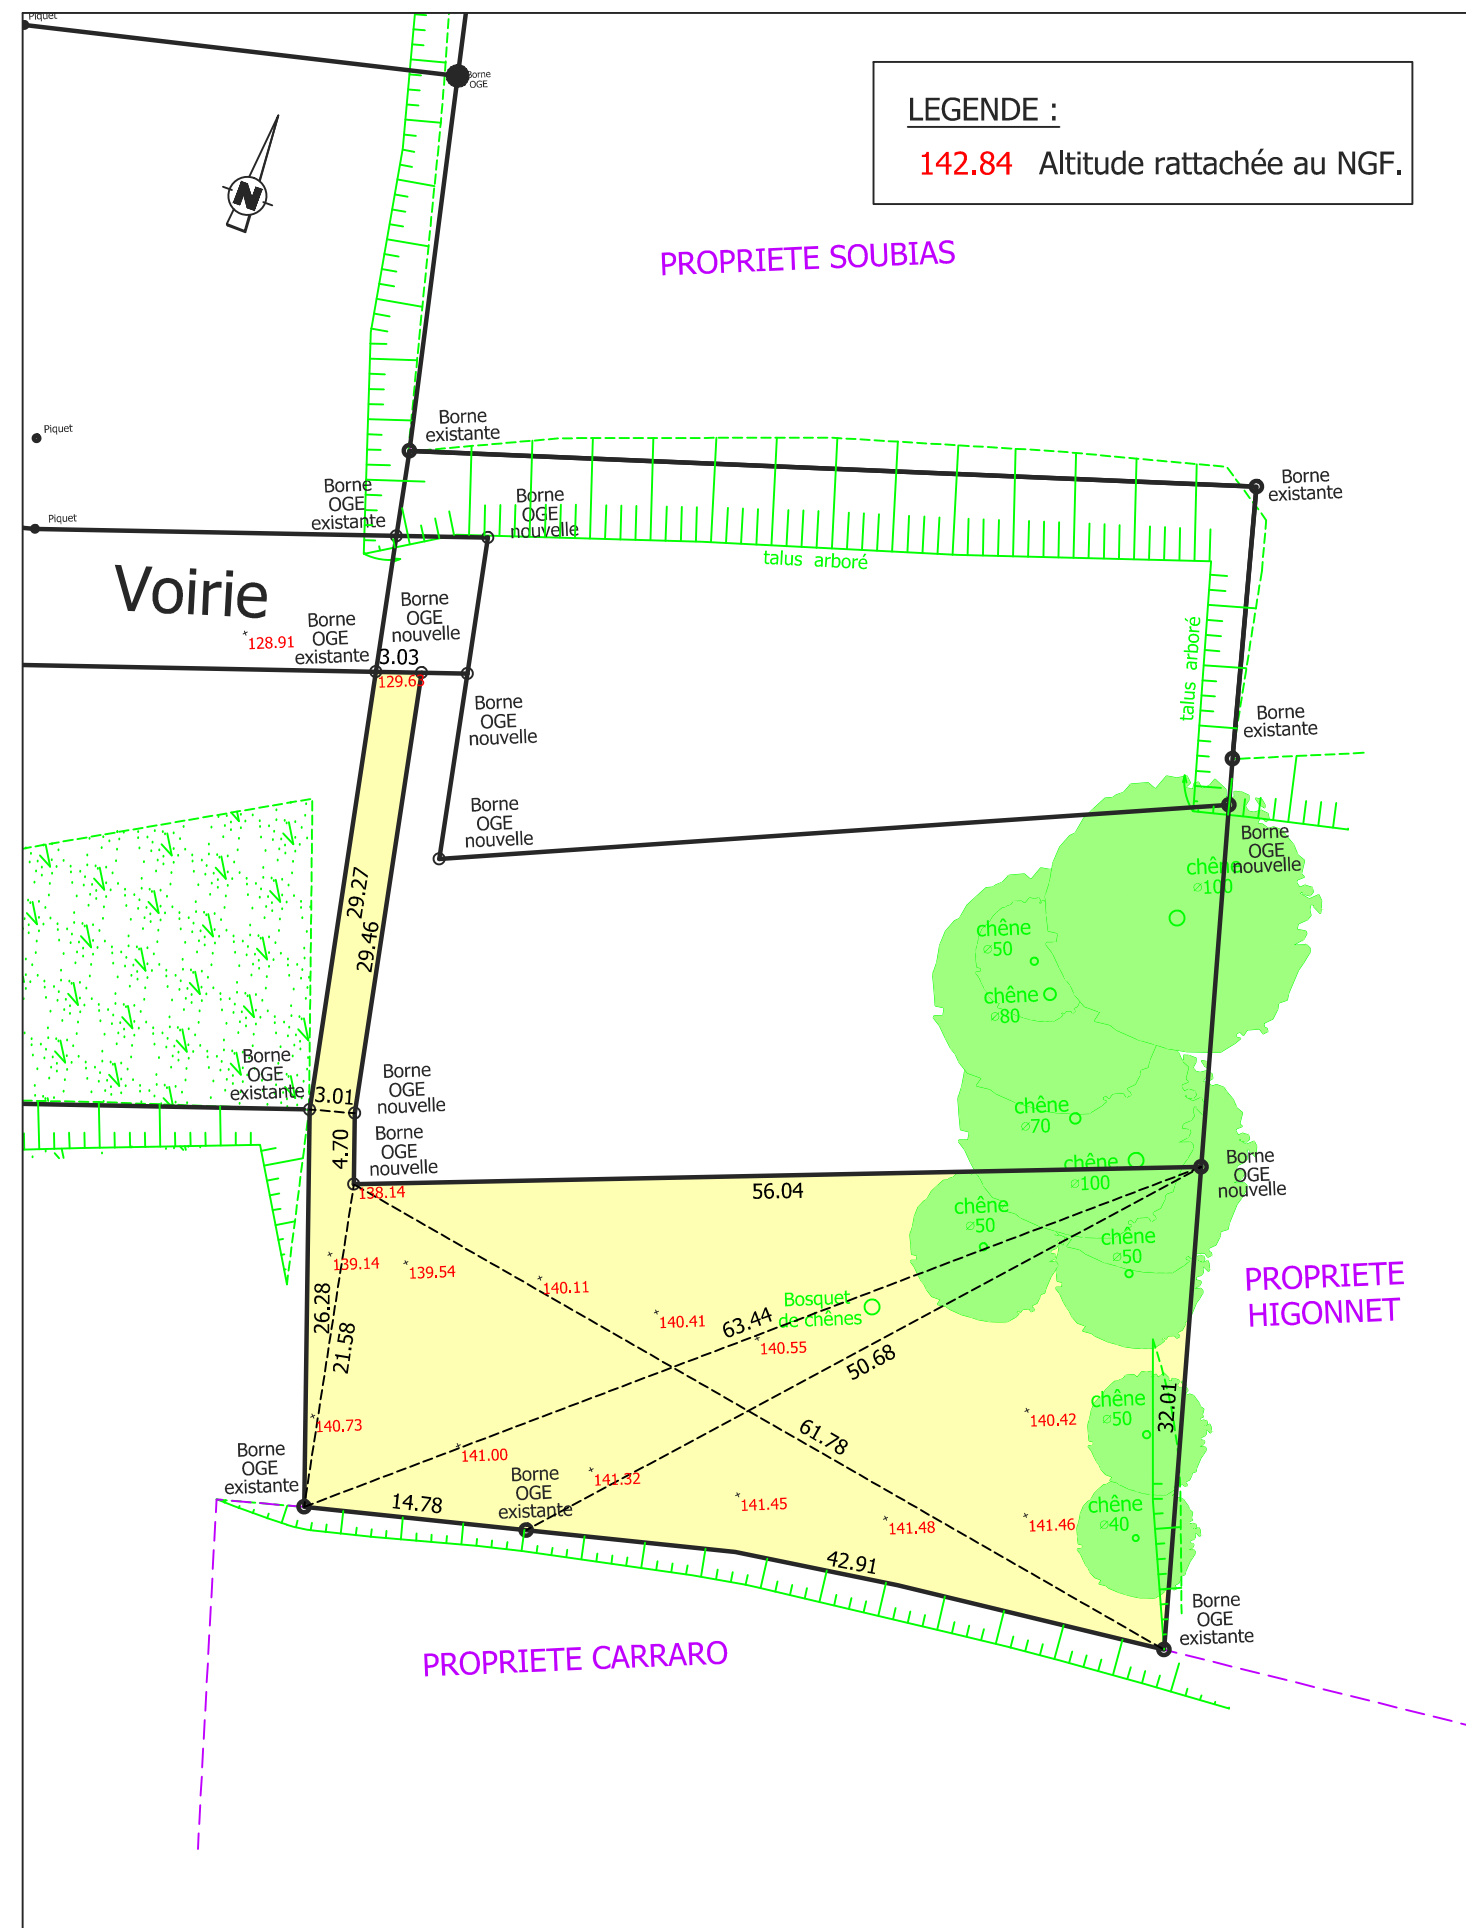 Piquet
Borne
OGE
LEGENDE :
142.84 Altitude rattachée au NGF.
N
PROPRIETE SOUBIAS
Piquet
Borne
existante
Borne
existante
Borne
OGE
existante
Borne
OGE
nouvelle
Piquet
talus arboré
Voirie
128.91
Borne
OGE
existante
Borne
OGE
nouvelle
3.03
129.63
talus arboré
Borne
OGE
nouvelle
Borne
existante
Borne
OGE
nouvelle
Borne
OGE
nouvelle
chêne
⌀100
29.27
29.46
chêne
⌀50
chêne
⌀80
Borne
OGE
existante
3.01
Borne
OGE
nouvelle
4.70
Borne
OGE
nouvelle
chêne
⌀70
chêne
⌀100
Borne
OGE
nouvelle
138.14
56.04
chêne
⌀50
chêne
⌀50
139.14
139.54
140.11
PROPRIETE
HIGONNET
26.28
21.58
140.41
63.44
Bosquet
de chênes
140.55
50.68
140.73
141.00
61.78
140.42
chêne
⌀50
32.01
Borne
OGE
existante
14.78
Borne
OGE
existante
141.32
141.45
141.48
141.46
chêne
⌀40
42.91
Borne
OGE
existante
PROPRIETE CARRARO